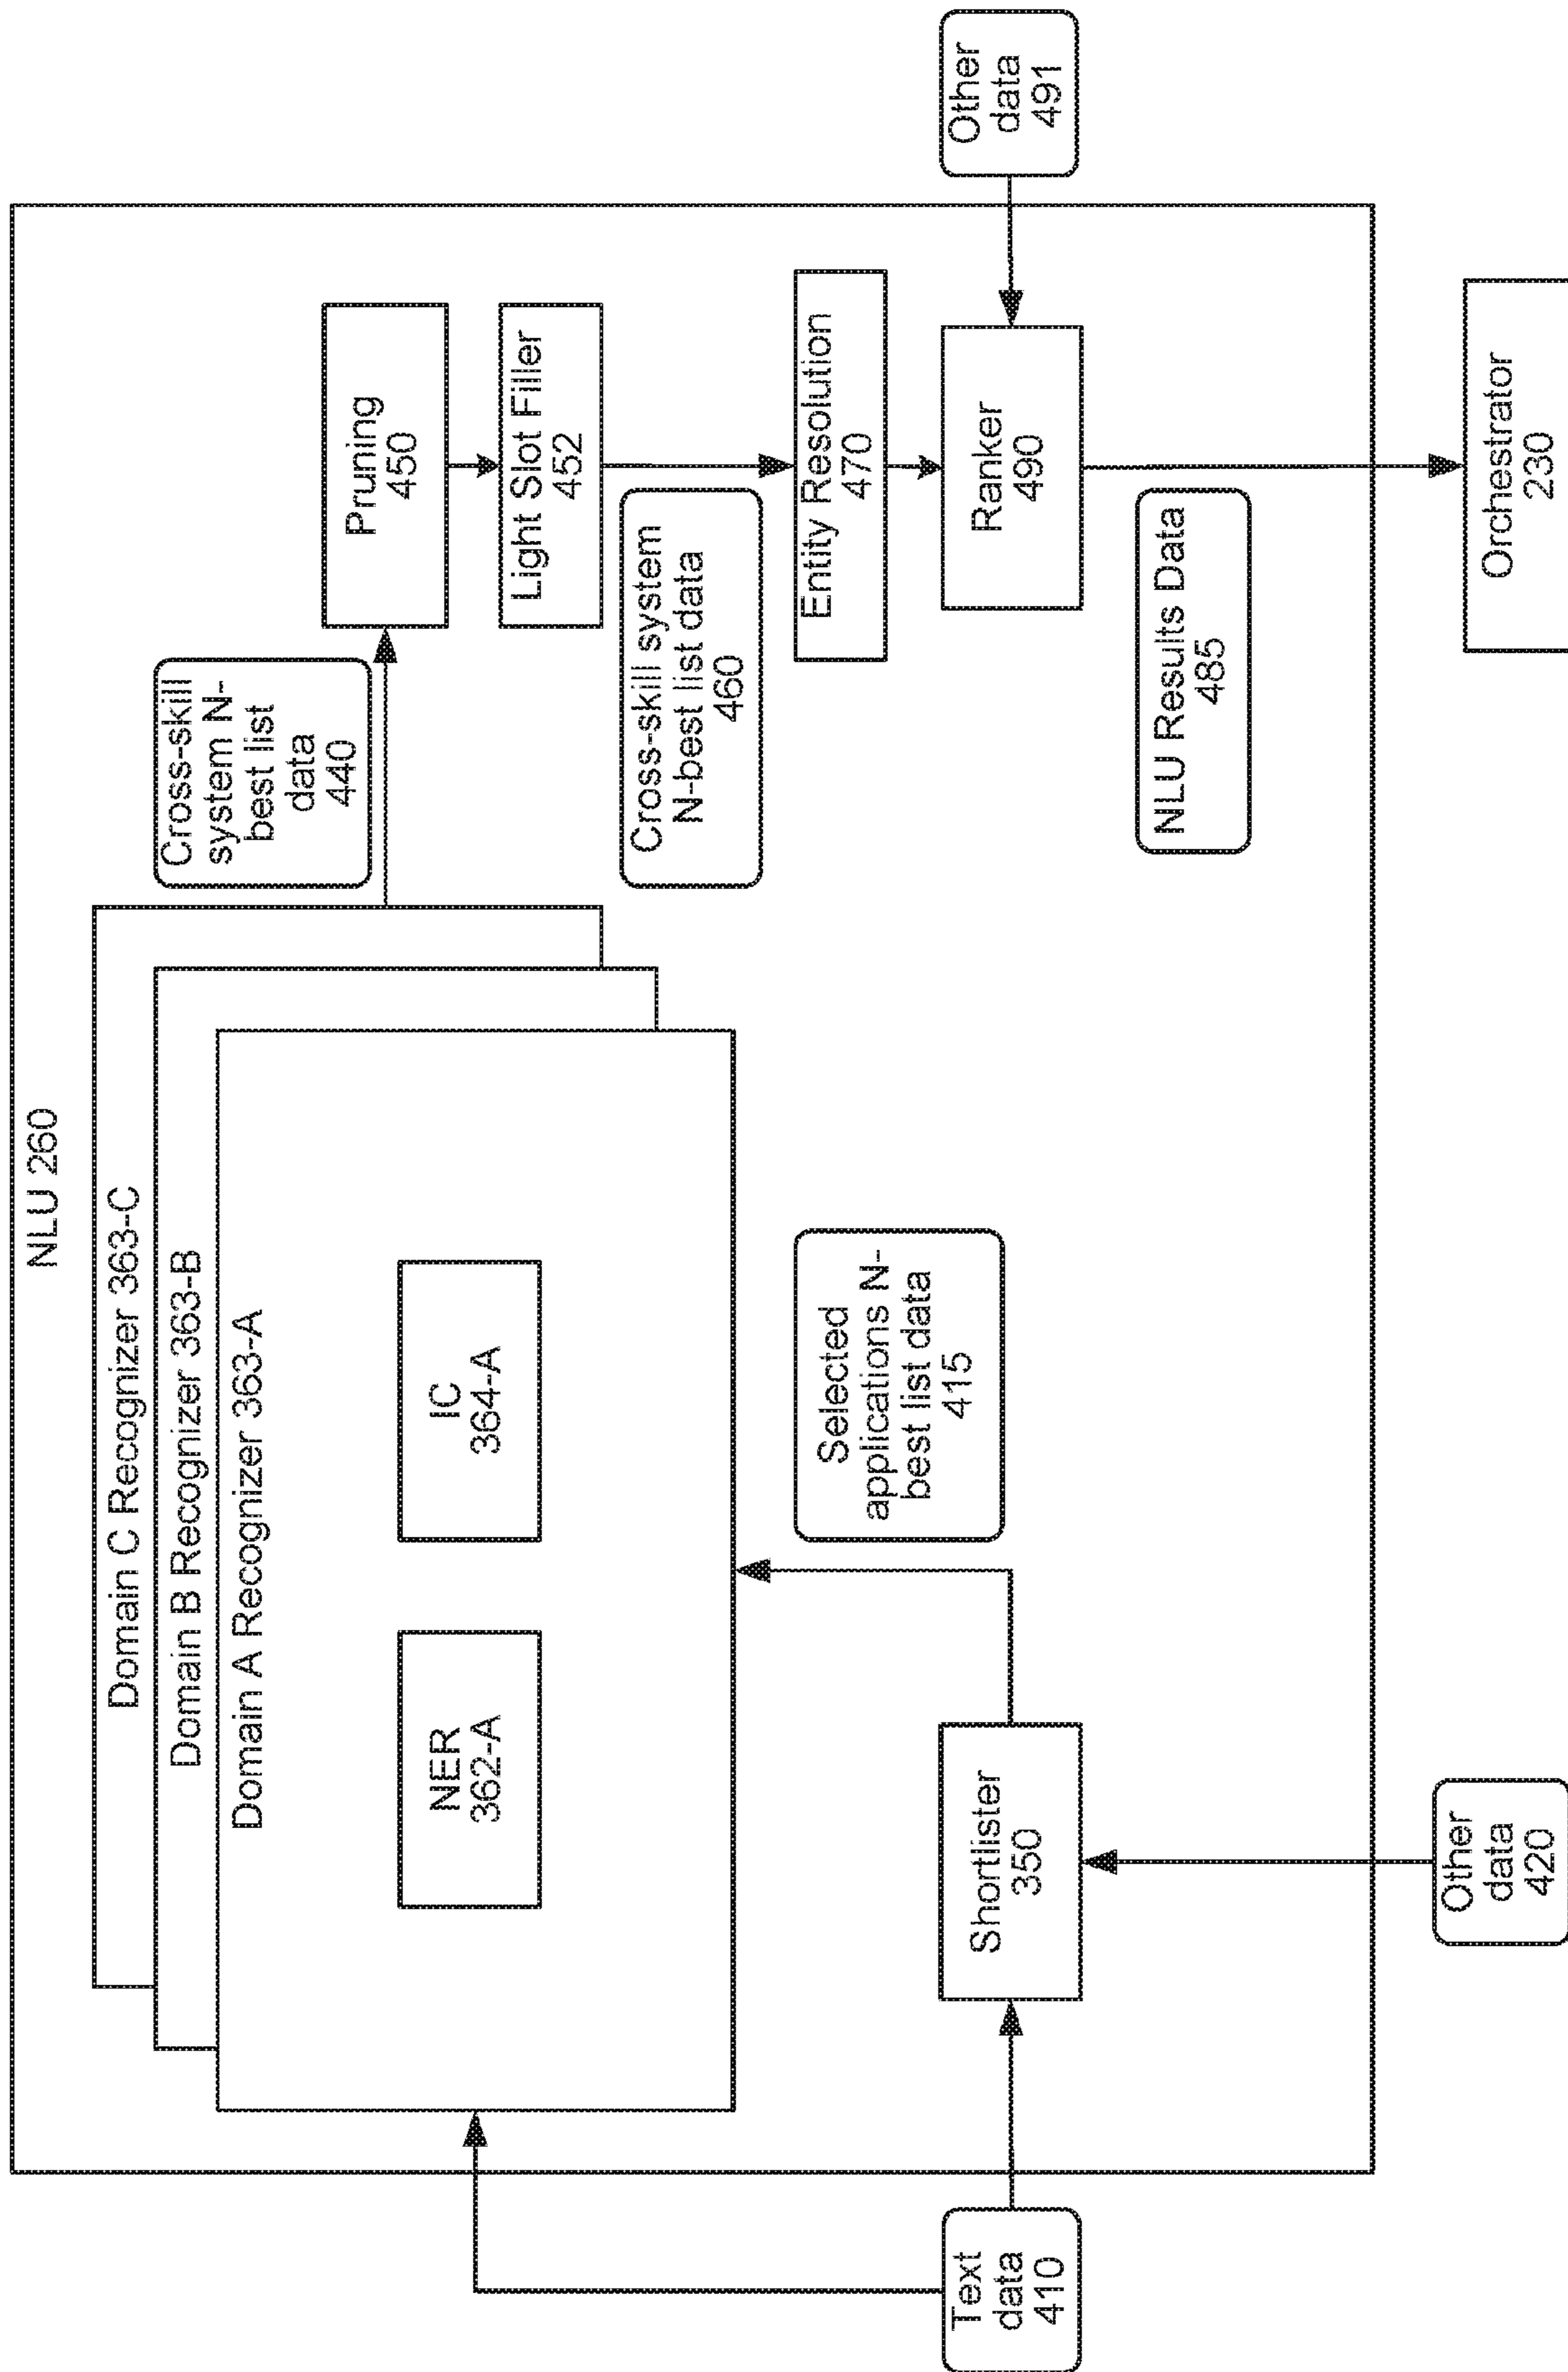 NLU 260
Domain C Recognizer 363-C
Domain B Recognizer 363-B
Domain A Recognizer 363-A
NER
362-A
IC
364-A
Cross-skill
system N-
best list
data
440
Pruning
450
Light Slot Filler
452
Cross-skill system
N-best list data
460
Entity Resolution
470
Selected
applications N-
best list data
415
Text
data
410
Shortlister
350
Ranker
490
Other
data
491
NLU Results Data
485
Other
data
420
Orchestrator
230